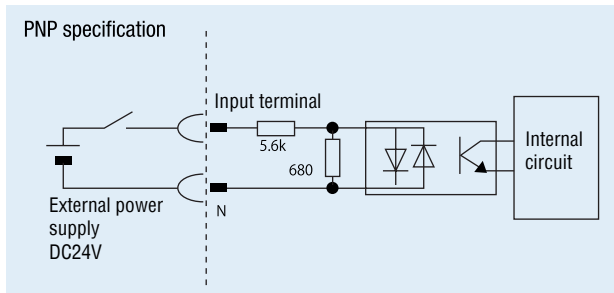 PNP specification
Input terminal
5.6k
680
Internal
circuit
N
External power
supply
DC24V